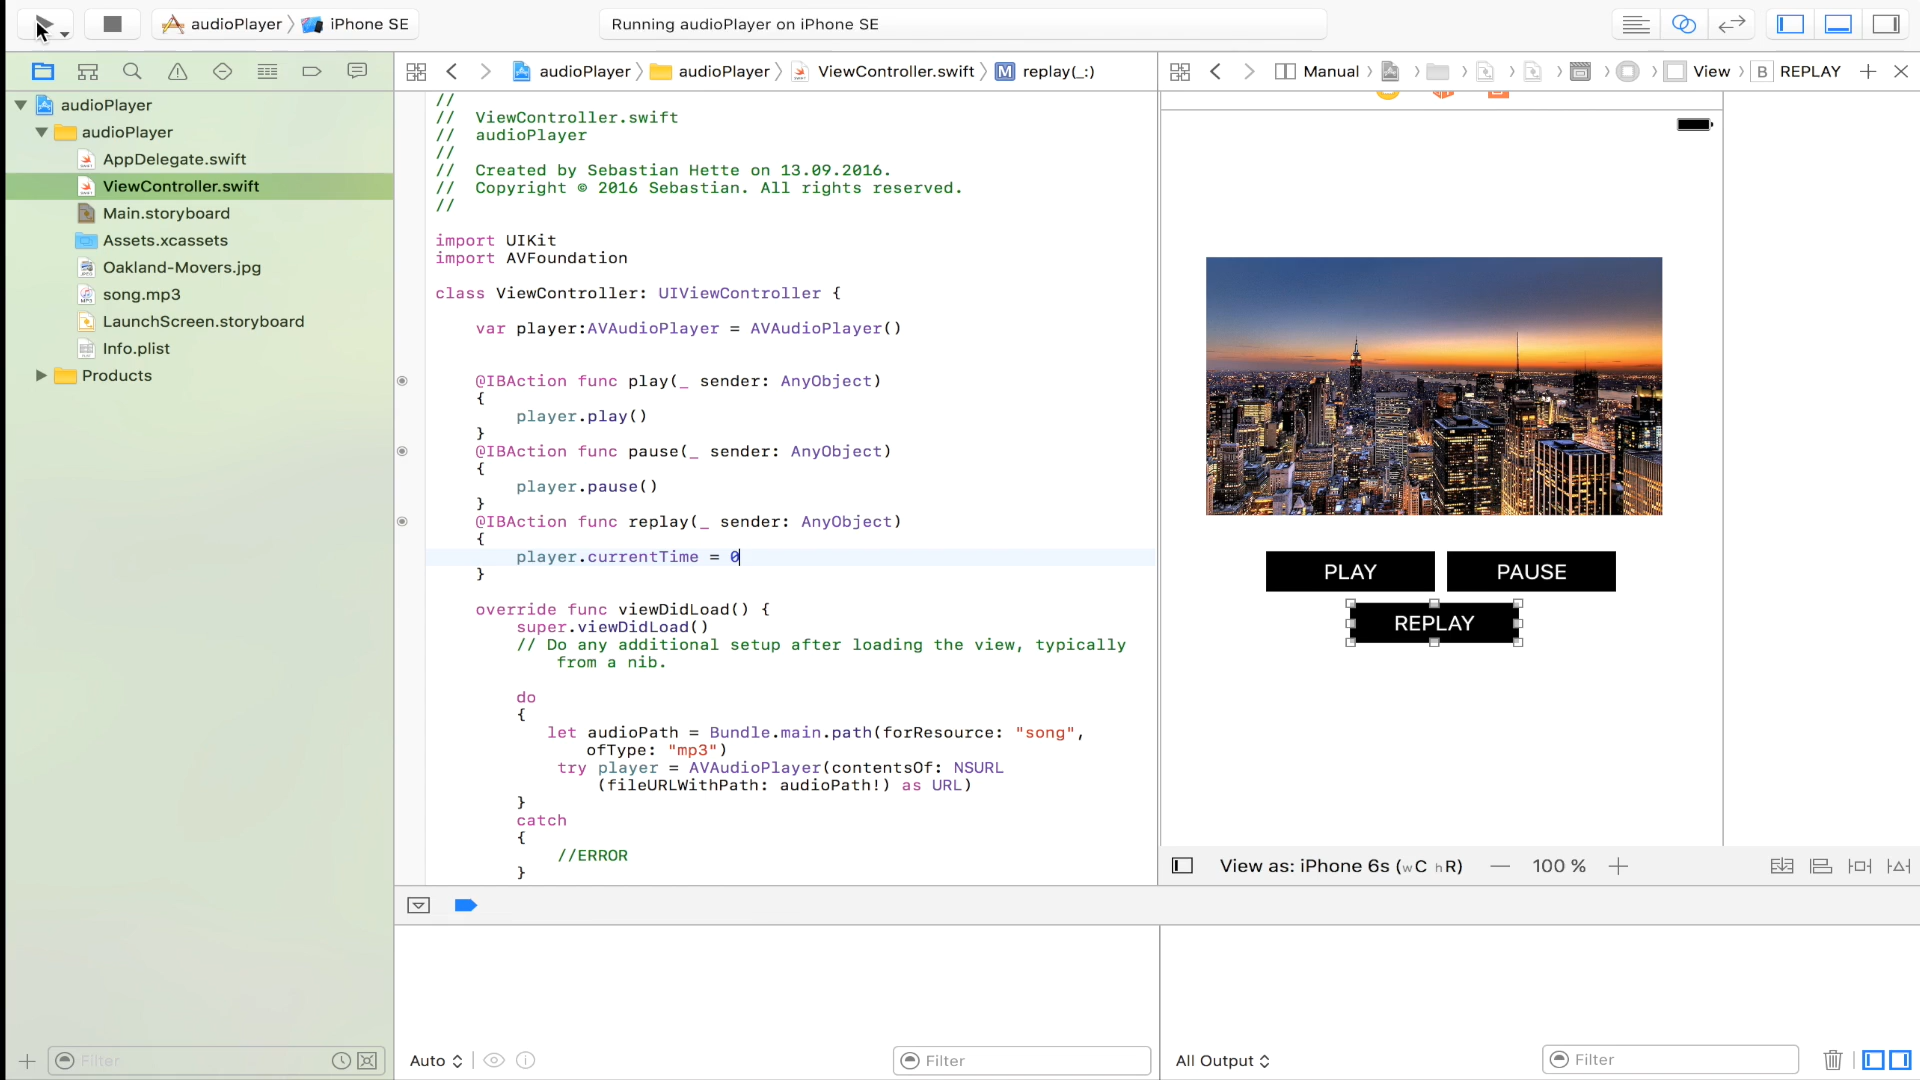 audioPlayer iPhone SE
Running audioPlayer on iPhone SE
audioPlayer audioPlayer ViewController.swift M replay(_:)
Manual View B REPLAY
audioPlayer
audioPlayer
AppDelegate.swift
ViewController.swift
Main.storyboard
Assets.xcassets
Oakland-Movers.jpg
song.mp3
LaunchScreen.storyboard
Info.plist
Products
Filter
//
// ViewController.swift
// audioPlayer
//
// Created by Sebastian Hette on 13.09.2016.
// Copyright © 2016 Sebastian. All rights reserved.
//
import UIKit
import AVFoundation
class ViewController: UIViewController {
var player:AVAudioPlayer = AVAudioPlayer()
@IBAction func play(_ sender: AnyObject)
{
player.play()
}
@IBAction func pause(_ sender: AnyObject)
{
player.pause()
}
@IBAction func replay(_ sender: AnyObject)
{
player.currentTime = 0
}
override func viewDidLoad() {
super.viewDidLoad()
// Do any additional setup after loading the view, typically
from a nib.
do
{
let audioPath = Bundle.main.path(forResource: "song",
ofType: "mp3")
try player = AVAudioPlayer(contentsOf: NSURL
(fileURLWithPath: audioPath!) as URL)
}
catch
{
//ERROR
}
PLAY PAUSE
REPLAY
View as: iPhone 6s (wC hR) — 100 % +
Auto Filter
All Output Filter